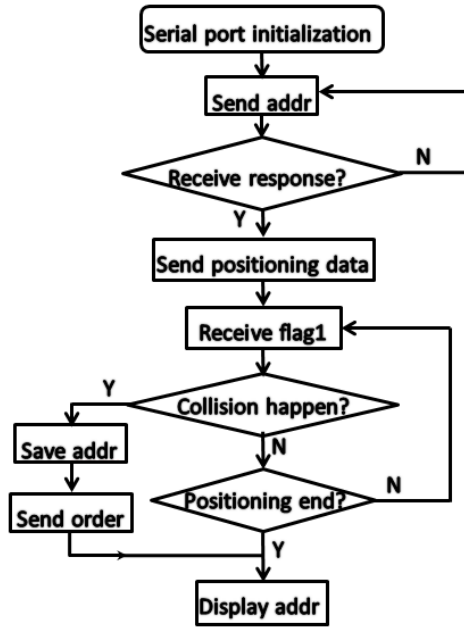 Serial port initialization
Send addr
N
Receive response?
Y
Send positioning data
Receive flag1
Y
Collision happen?
N
Save addr
Positioning end?
N
Send order
Y
Display addr